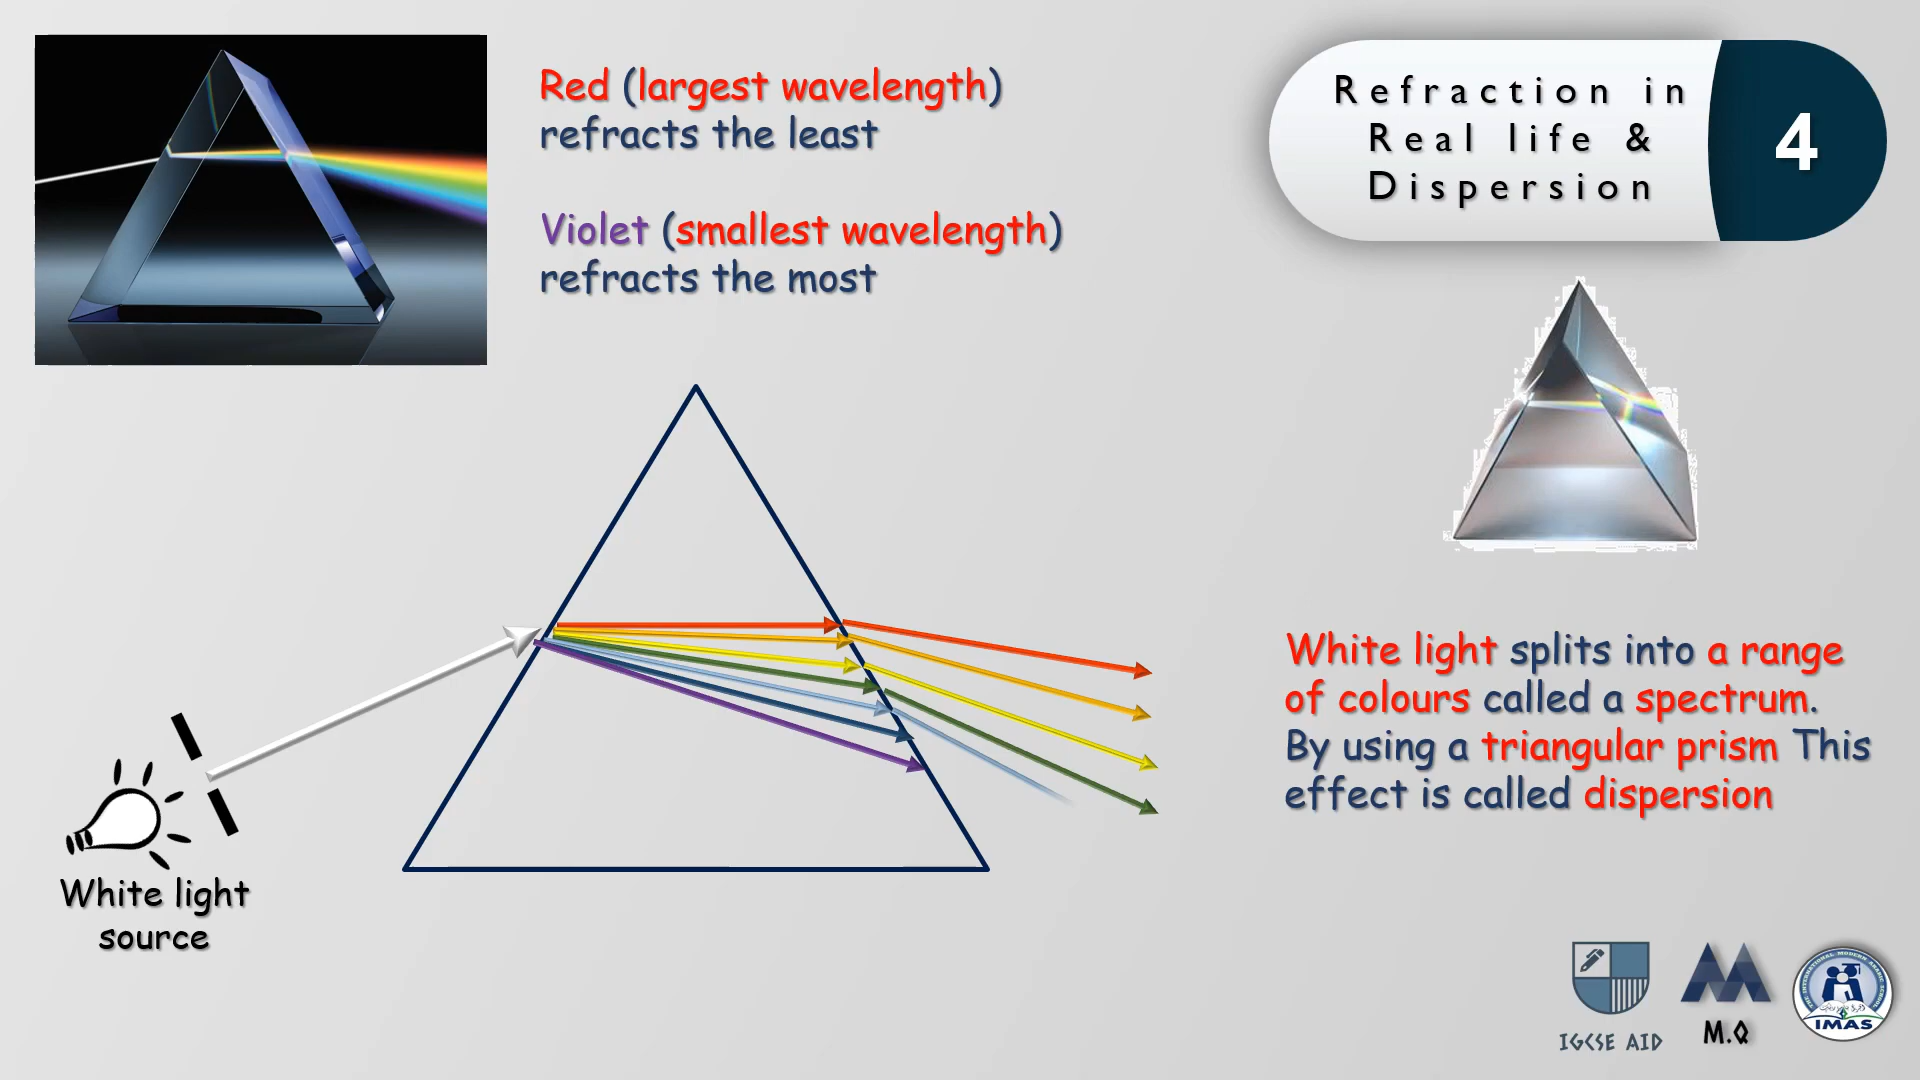 Red (largest wavelength)
refracts the least
Violet (smallest wavelength)
refracts the most
Refraction in
Real life &
Dispersion
4
White light splits into a range
of colours called a spectrum.
By using a triangular prism This
effect is called dispersion
White light
source
IGCSE AID
M.Q
IMAS